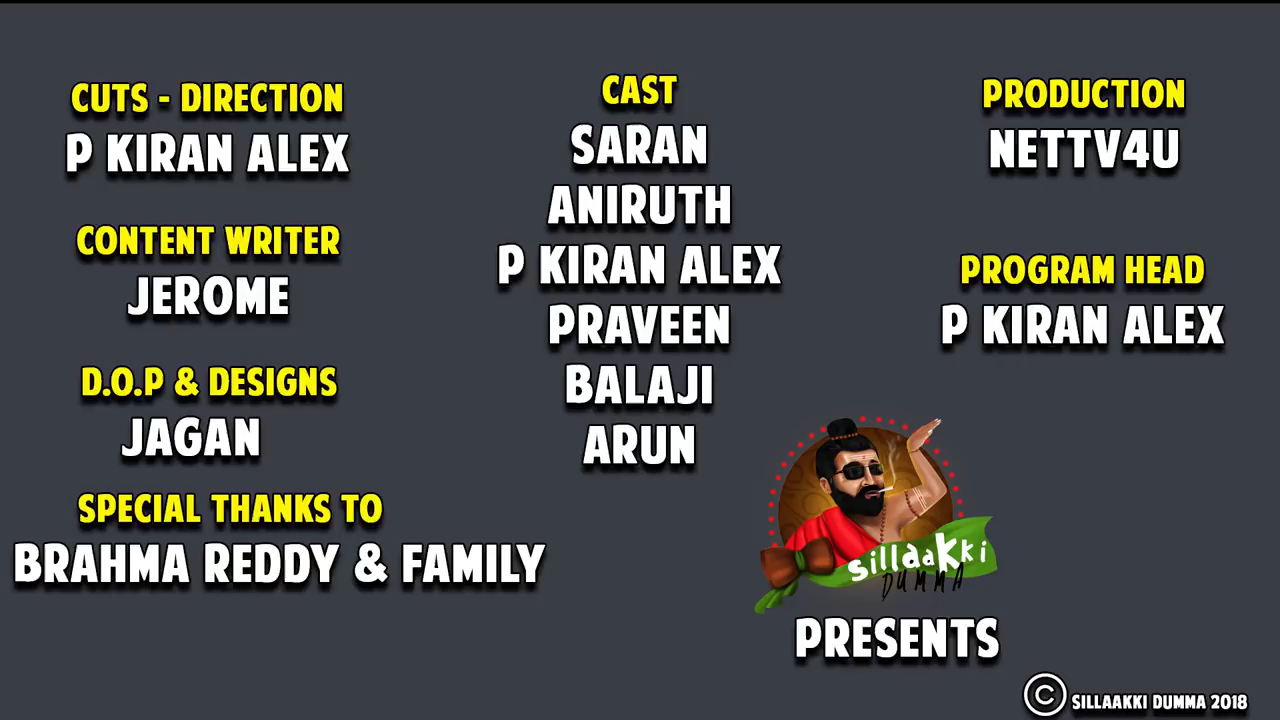 CUTS - DIRECTION
P KIRAN ALEX
CONTENT WRITER
JEROME
D.O.P & DESIGNS
JAGAN
SPECIAL THANKS TO
BRAHMA REDDY & FAMILY
CAST
SARAN
ANIRUTH
P KIRAN ALEX
PRAVEEN
BALAJI
ARUN
PRODUCTION
NETTV4U
PROGRAM HEAD
P KIRAN ALEX
sillaaKki
DUMMA
PRESENTS
© SILLAAKKI DUMMA 2018